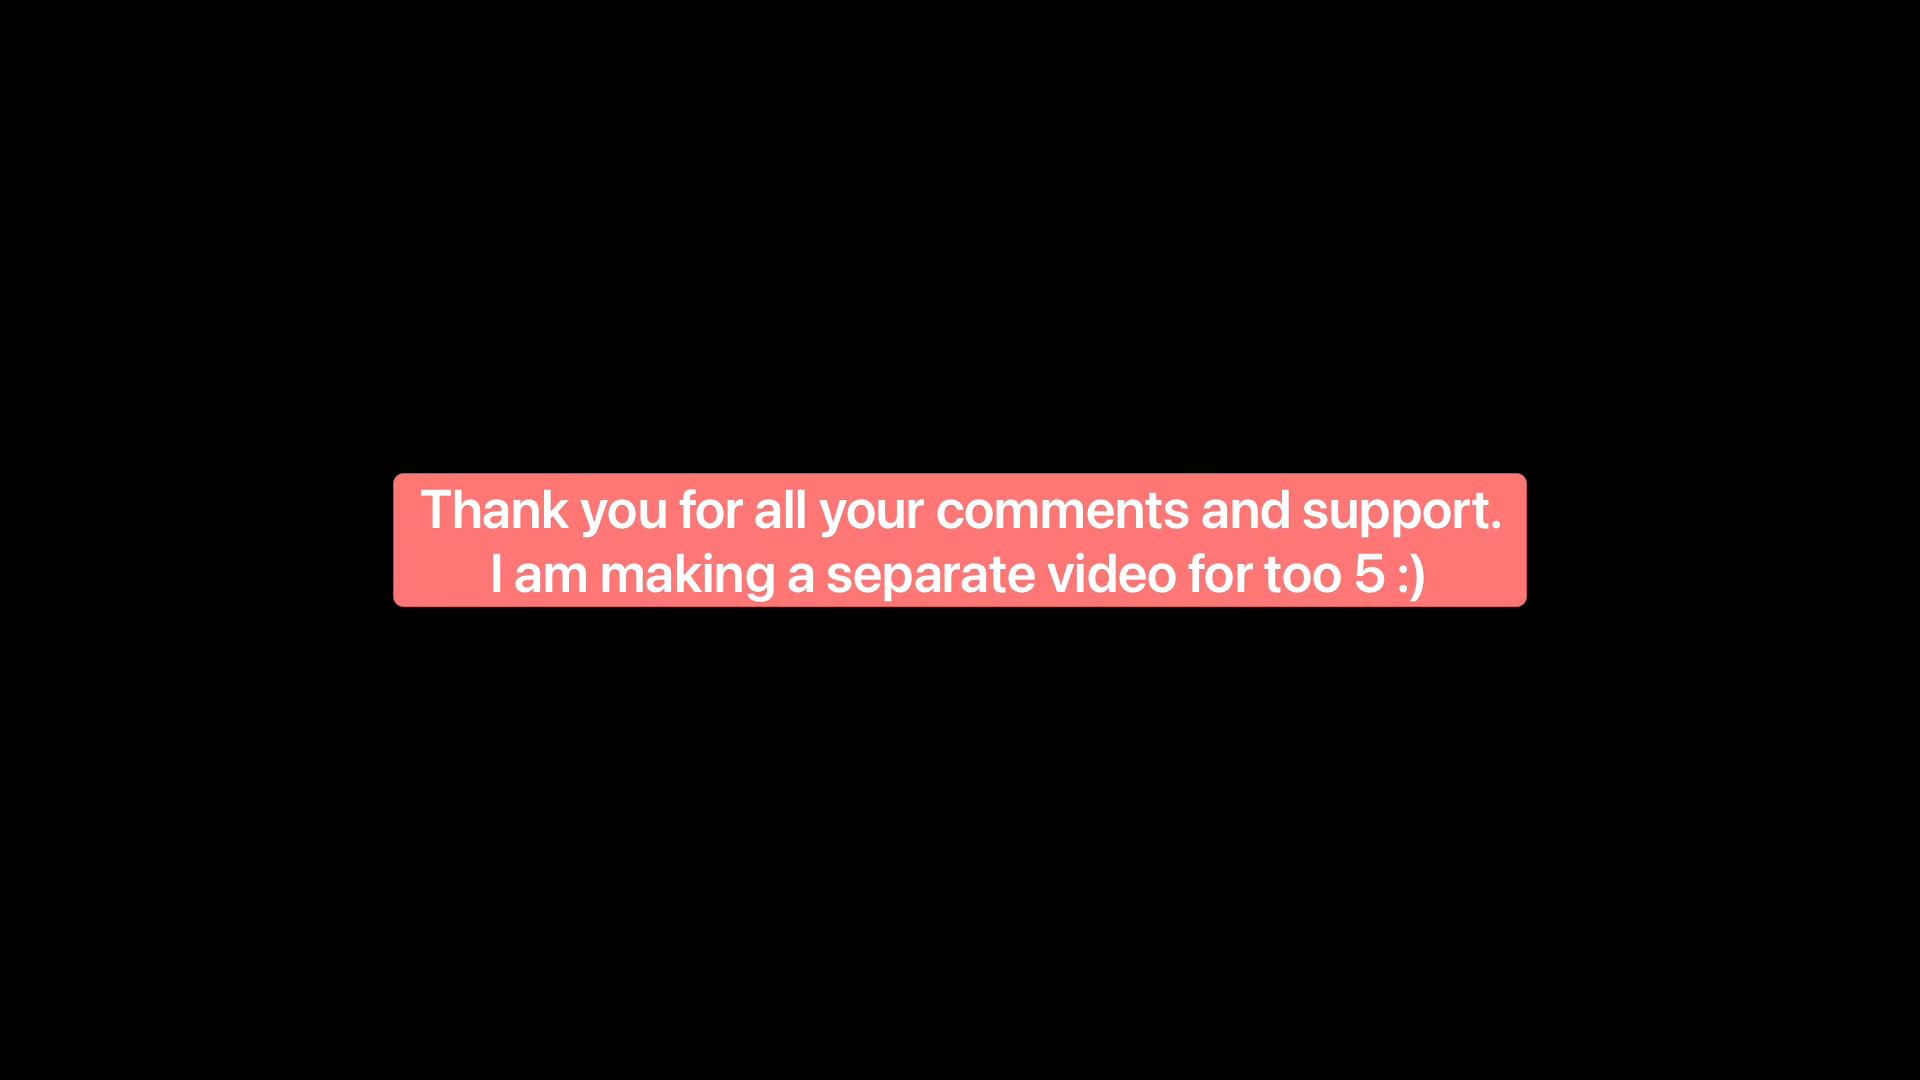 Thank you for all your comments and support.
I am making a separate video for too 5 :)